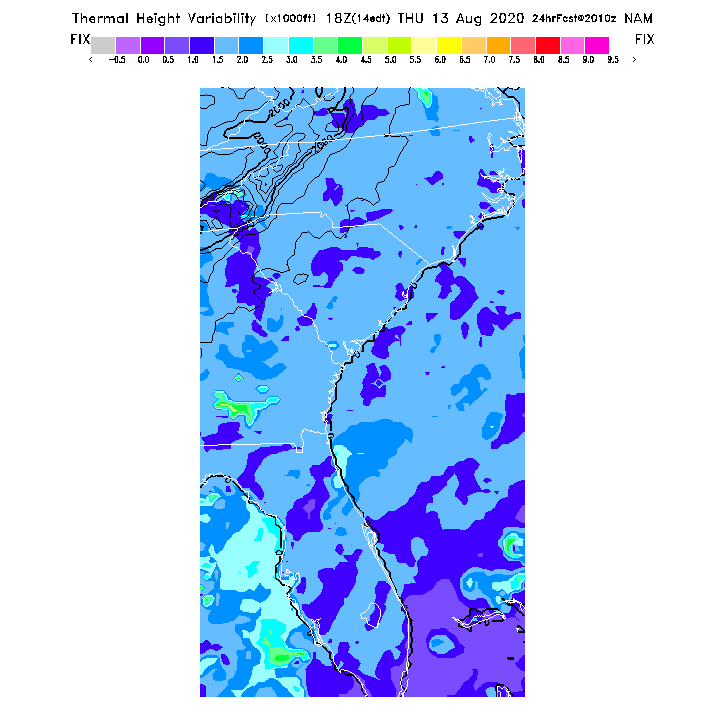 Thermal Height Variability [x1000ft] 18Z(14edt) THU 13 Aug 2020 24hrFcst@2010z NAM
FIX FIX
< -0.5 0.0 0.5 1.0 1.5 2.0 2.5 3.0 3.5 4.0 4.5 5.0 5.5 6.0 6.5 7.0 7.5 8.0 8.5 9.0 9.5 >
2000
2000
2000